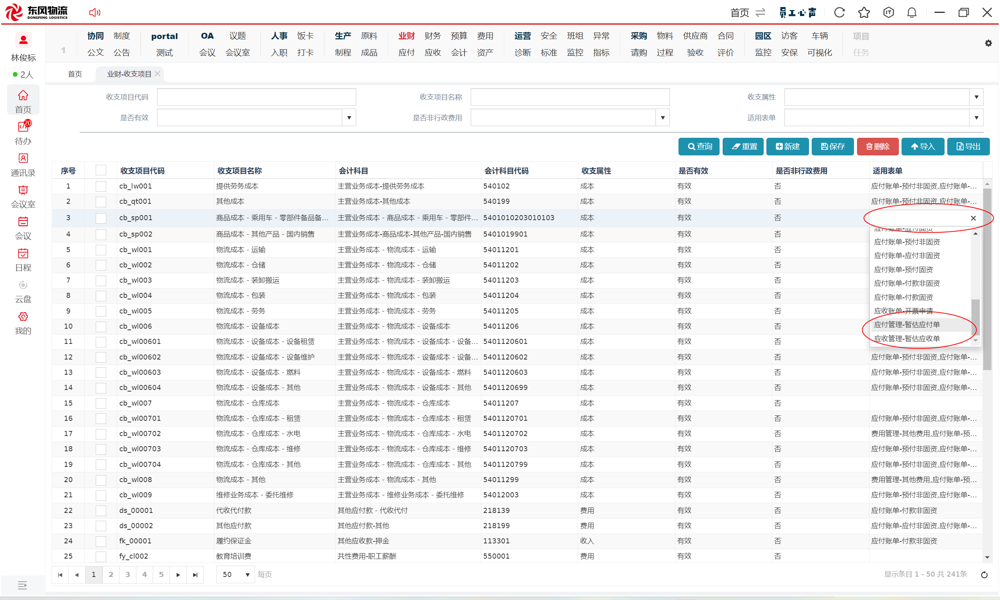 东风物流
DONGFENG LOGISTICS
首页
员工心声
林俊标
2人
首页
20
待办
通讯录
会议室
会议
日程
云盘
我的
1
协同 制度 portal OA 议题 人事 饭卡 生产 原料 业财 财务 预算 费用 运营 安全 班组 异常 采购 物料 供应商 合同 园区 访客 车辆 项目
公文 公告 测试 会议 会议室 入职 打卡 制程 成品 应付 应收 会计 资产 诊断 标准 监控 指标 请购 过程 验收 评价 监控 安保 可视化 任务
首页 业财-收支项目
收支项目代码 收支项目名称 收支属性
是否有效 是否非行政费用 适用表单
查询 重置 新建 保存 删除 导入 导出
序号 收支项目代码 收支项目名称 会计科目 会计科目代码 收支属性 是否有效 是否非行政费用 适用表单
1 cb_lw001 提供劳务成本 主营业务成本-提供劳务成本 540102 成本 有效 否 应付账单-预付非固资,应付账单-...
2 cb_qt001 其他成本 主营业务成本-其他成本 540199 成本 有效 否 应付账单-预付非固资,应付账单-...
3 cb_sp001 商品成本 - 乘用车 - 零部件备品备... 主营业务成本 - 商品成本 - 乘用车 - 零部件... 5401010203010103 成本 有效 否
4 cb_sp002 商品成本 - 其他产品 - 国内销售 主营业务成本-商品成本-其他产品-国内销售 5401019901 成本 有效 否
5 cb_wl001 物流成本 - 运输 主营业务成本 - 物流成本 - 运输 54011201 成本 有效 否
6 cb_wl002 物流成本 - 仓储 主营业务成本 - 物流成本 - 仓储 54011202 成本 有效 否
7 cb_wl003 物流成本 - 装卸搬运 主营业务成本 - 物流成本 - 装卸搬运 54011203 成本 有效 否
8 cb_wl004 物流成本 - 包装 主营业务成本 - 物流成本 - 包装 54011204 成本 有效 否
9 cb_wl005 物流成本 - 劳务 主营业务成本 - 物流成本 - 劳务 54011205 成本 有效 否
10 cb_wl006 物流成本 - 设备成本 主营业务成本 - 物流成本 - 设备成本 54011206 成本 有效 否
11 cb_wl00601 物流成本 - 设备成本 - 设备租赁 主营业务成本 - 物流成本 - 设备成本 - 设备... 5401120601 成本 有效 否
应付账单-应付固资
应付账单-预付非固资
应付账单-应付非固资
应付账单-预付固资
应付账单-付款非固资
应付账单-付款固资
应收账单-开票申请
应付管理-暂估应付单
应收管理-暂估应收单
12 cb_wl00602 物流成本 - 设备成本 - 设备维护 主营业务成本 - 物流成本 - 设备成本 - 设备... 5401120602 成本 有效 否 应付账单-预付非固资,应付账单-...
13 cb_wl00603 物流成本 - 设备成本 - 燃料 主营业务成本 - 物流成本 - 设备成本 - 燃料 5401120603 成本 有效 否 应付账单-预付非固资,应付账单-...
14 cb_wl00604 物流成本 - 设备成本 - 其他 主营业务成本 - 物流成本 - 设备成本 - 其他 5401120699 成本 有效 否 应付账单-预付非固资,应付账单-...
15 cb_wl007 物流成本 - 仓库成本 主营业务成本 - 物流成本 - 仓库成本 54011207 成本 有效 否
16 cb_wl00701 物流成本 - 仓库成本 - 租赁 主营业务成本 - 物流成本 - 仓库成本 - 租赁 5401120701 成本 有效 否 应付账单-预付非固资,应付账单-...
17 cb_wl00702 物流成本 - 仓库成本 - 水电 主营业务成本 - 物流成本 - 仓库成本 - 水电 5401120702 成本 有效 否 费用管理-其他费用,应付账单-预...
18 cb_wl00703 物流成本 - 仓库成本 - 维修 主营业务成本 - 物流成本 - 仓库成本 - 维修 5401120703 成本 有效 否 应付账单-预付非固资,应付账单-...
19 cb_wl00704 物流成本 - 仓库成本 - 其他 主营业务成本 - 物流成本 - 仓库成本 - 其他 5401120799 成本 有效 否 应付账单-预付非固资,应付账单-...
20 cb_wl008 物流成本 - 其他 主营业务成本 - 物流成本 - 其他 54011299 成本 有效 否 费用管理-其他费用,应付账单-预...
21 cb_wl009 维修业务成本 - 委托维修 主营业务成本 - 维修业务成本 - 委托维修 54012003 成本 有效 否 应付账单-预付非固资,应付账单-...
22 ds_00001 代收代付款 其他应付款 - 代收代付 218139 费用 有效 否 应付账单-付款非固资
23 ds_00002 其他应付款 其他应付款-其他 218199 费用 有效 否 应付账单-应付非固资,应付账单-...
24 fk_00001 履约保证金 其他应收款-押金 113301 收入 有效 否 应付账单-付款非固资
25 fy_cl002 教育培训费 共性费用-职工薪酬 550001 费用 有效 否
1 2 3 4 5 50 每页 显示条目 1 - 50 共 241条